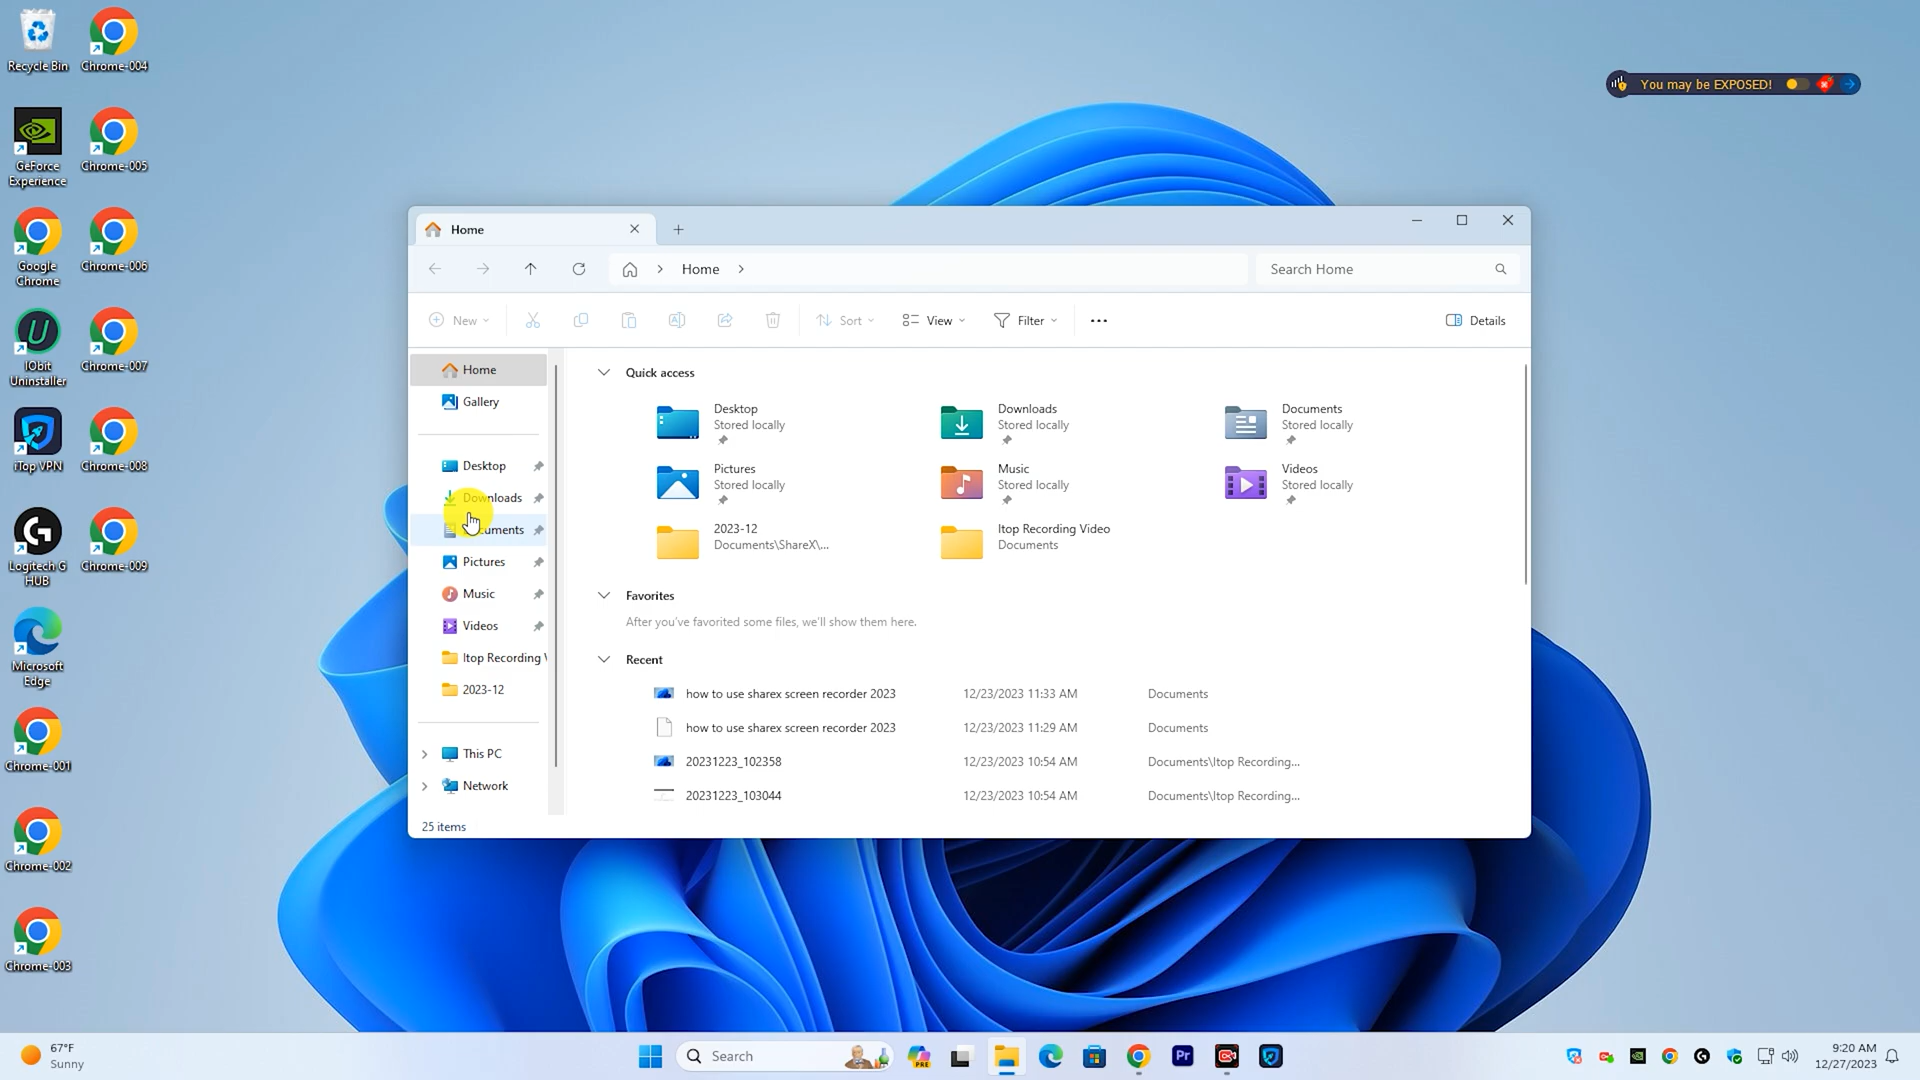 Recycle Bin
Chrome-004
GeForce
Experience
Chrome-005
Google
Chrome
Chrome-006
IObit
Uninstaller
Chrome-007
iTop VPN
Chrome-008
Logitech G
HUB
Chrome-009
Microsoft
Edge
Chrome-001
Chrome-002
Chrome-003
You may be EXPOSED!
Home
Home
Search Home
New
Sort
View
Filter
Details
Home
Gallery
Desktop
Downloads
Pictures
Music
Videos
Itop Recording
2023-12
This PC
Network
Quick access
Desktop
Stored locally
Downloads
Stored locally
Documents
Stored locally
Pictures
Stored locally
Music
Stored locally
Videos
Stored locally
2023-12
Documents\ShareX\...
Itop Recording Video
Documents
Favorites
After you've favorited some files, we'll show them here.
Recent
how to use sharex screen recorder 2023 12/23/2023 11:33 AM Documents
how to use sharex screen recorder 2023 12/23/2023 11:29 AM Documents
20231223_102358 12/23/2023 10:54 AM Documents\Itop Recording...
20231223_103044 12/23/2023 10:54 AM Documents\Itop Recording...
25 items
67°F
Sunny
Search
PRE
Pr
9:20 AM
12/27/2023